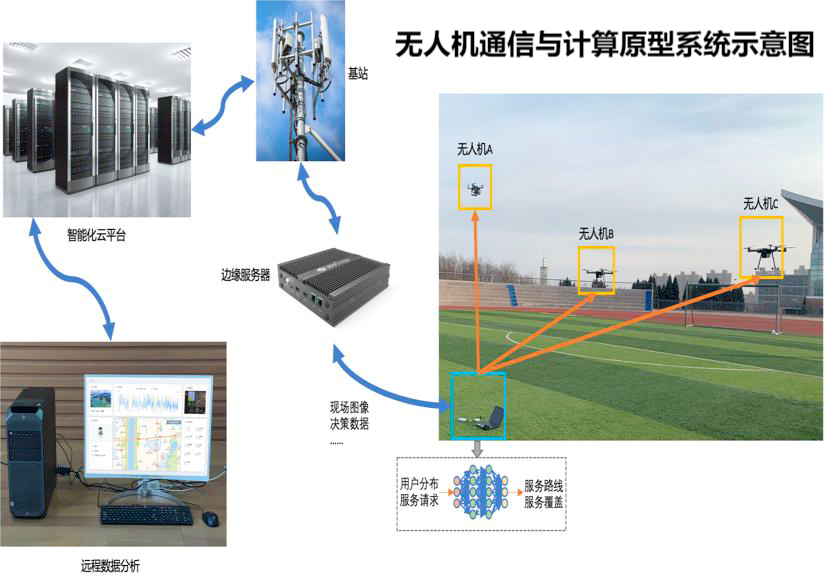 无人机通信与计算原型系统示意图
基站
无人机A
无人机C
无人机B
智能化云平台
边缘服务器
现场图像
决策数据
......
用户分布
服务请求
服务路线
服务覆盖
远程数据分析